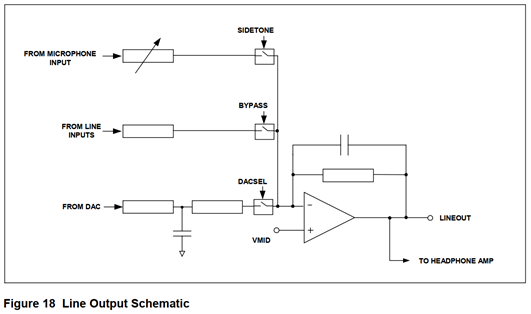 SIDETONE
FROM MICROPHONE
INPUT
BYPASS
FROM LINE
INPUTS
DACSEL
FROM DAC
−
+
VMID
LINEOUT
TO HEADPHONE AMP
Figure 18 Line Output Schematic